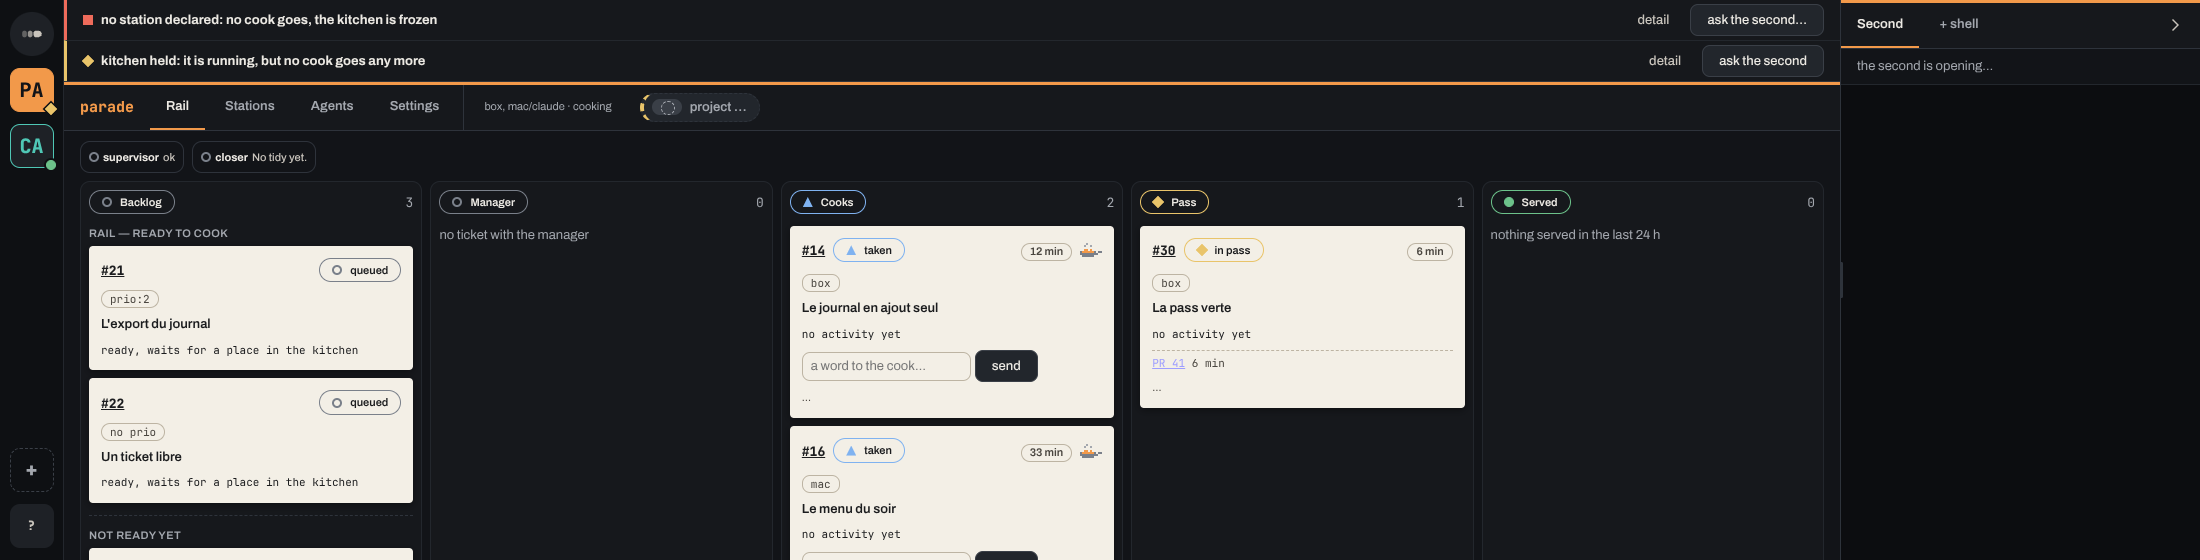 no station declared: no cook goes, the kitchen is frozen
detail
ask the second...
kitchen held: it is running, but no cook goes any more
detail
ask the second
PA
CA
+
?
parade
Rail
Stations
Agents
Settings
box, mac/claude · cooking
project ...
supervisor ok
closer No tidy yet.
Backlog
3
RAIL — READY TO COOK
#21
queued
prio:2
L'export du journal
ready, waits for a place in the kitchen
#22
queued
no prio
Un ticket libre
ready, waits for a place in the kitchen
NOT READY YET
Manager
0
no ticket with the manager
Cooks
2
#14
taken
12 min
box
Le journal en ajout seul
no activity yet
a word to the cook...
send
...
#16
taken
33 min
mac
Le menu du soir
no activity yet
Pass
1
#30
in pass
6 min
box
La pass verte
no activity yet
PR 41 6 min
...
Served
0
nothing served in the last 24 h
Second
+ shell
the second is opening...